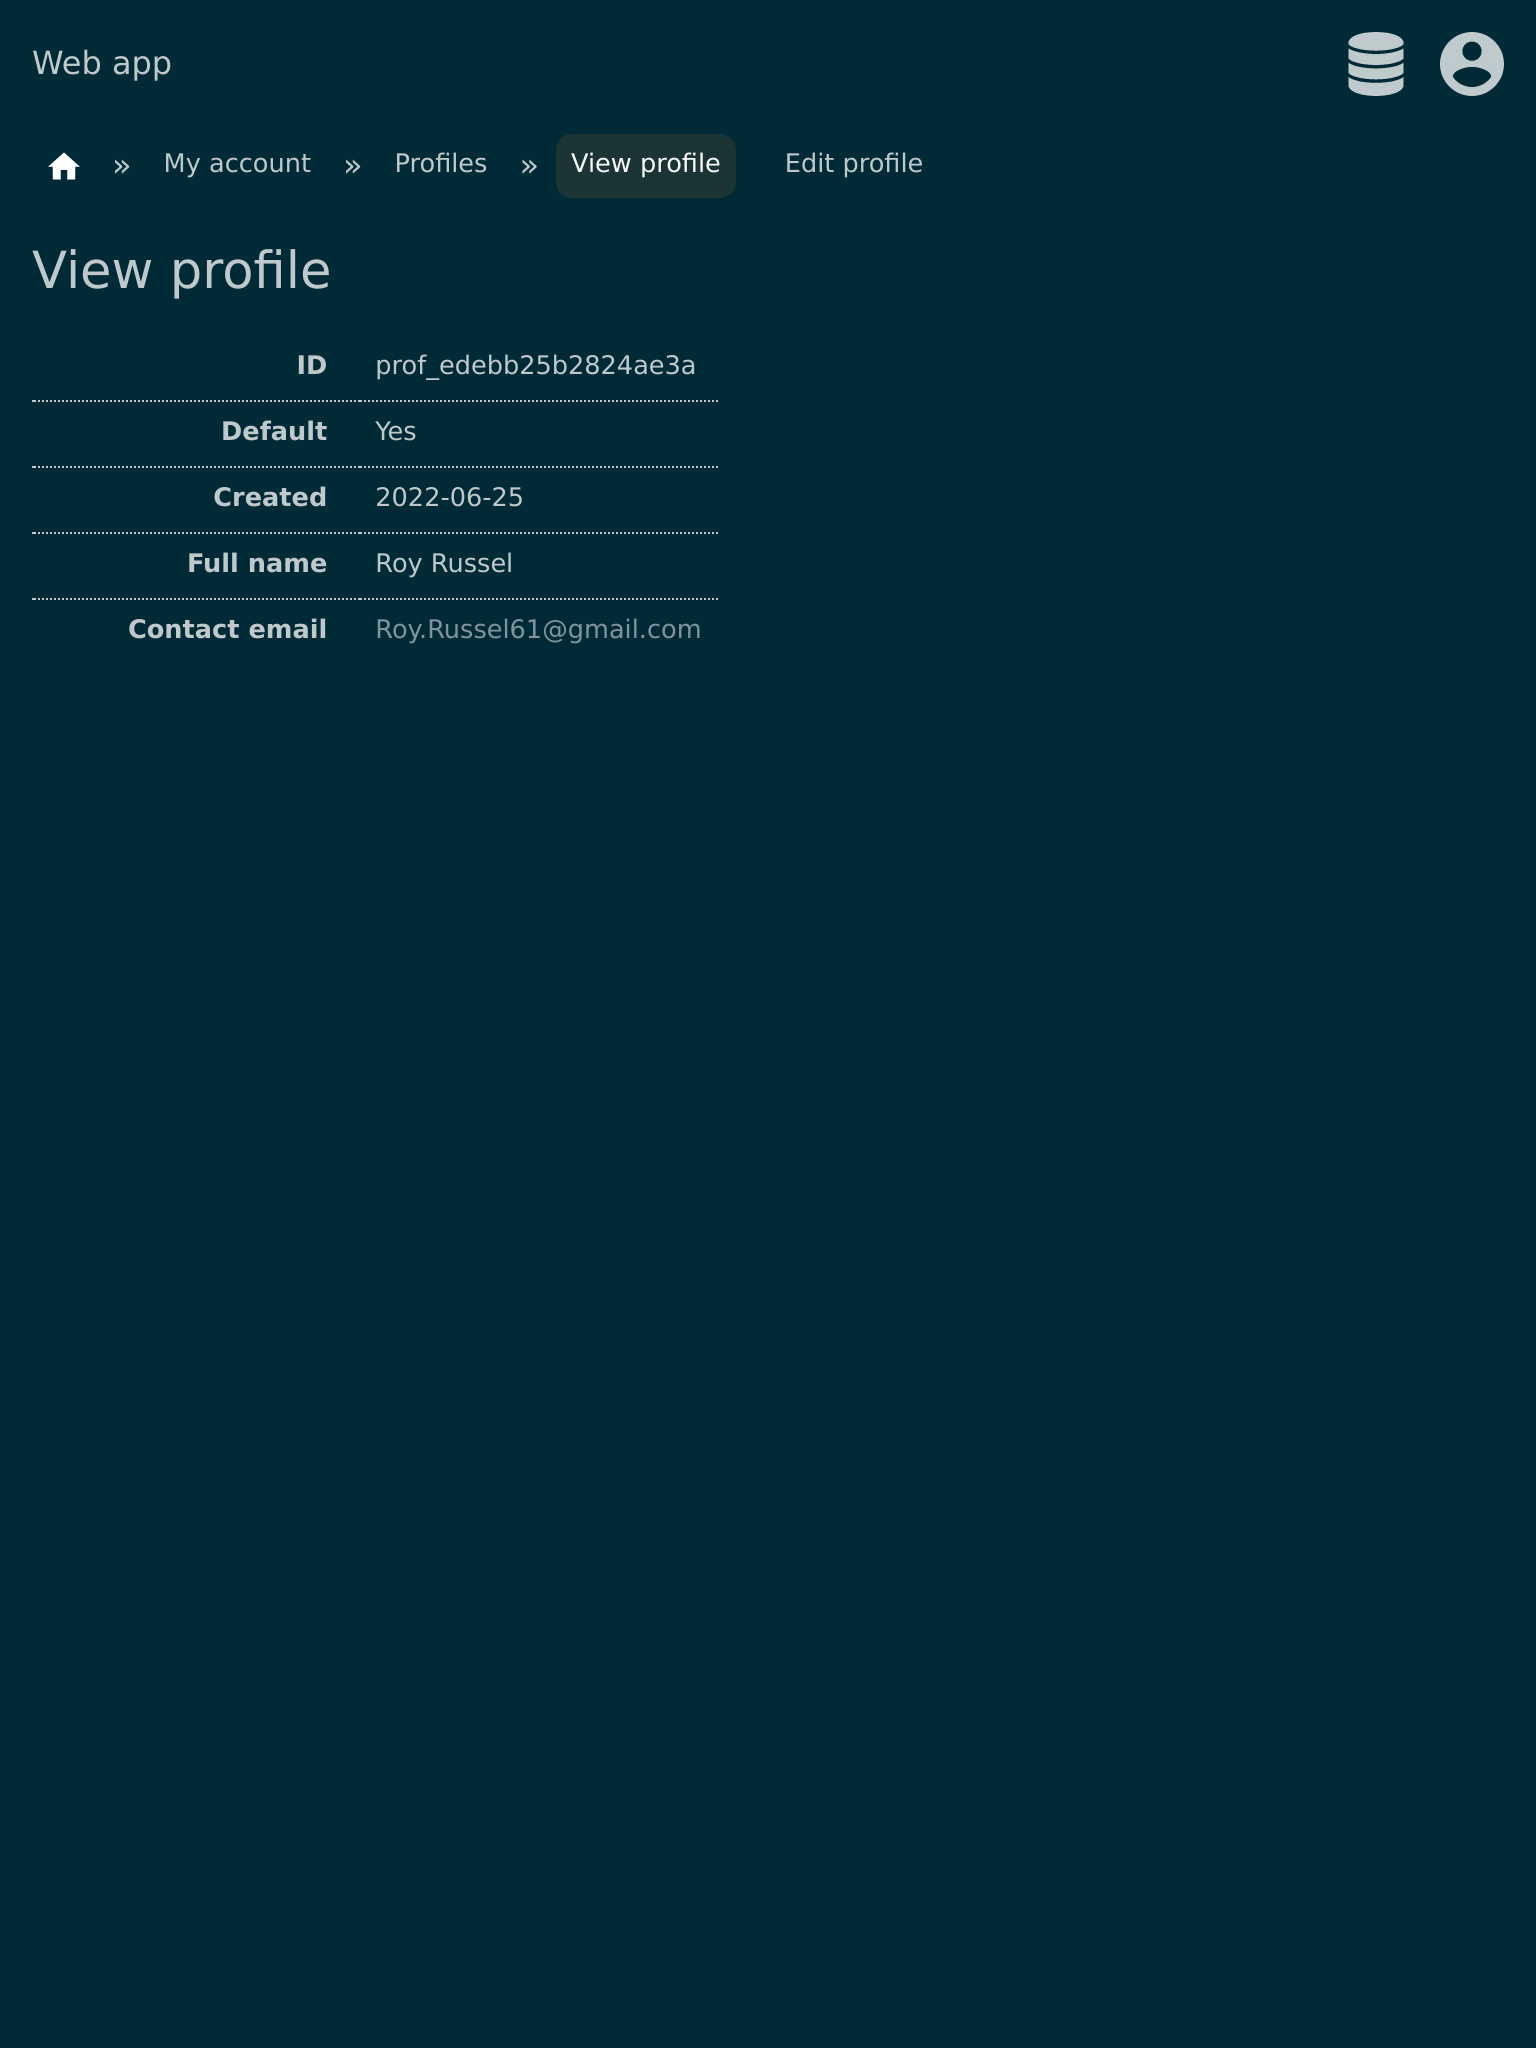 Web app
» My account » Profiles » View profile Edit profile
View profile
ID prof_edebb25b2824ae3a
Default Yes
Created 2022-06-25
Full name Roy Russel
Contact email Roy.Russel61@gmail.com